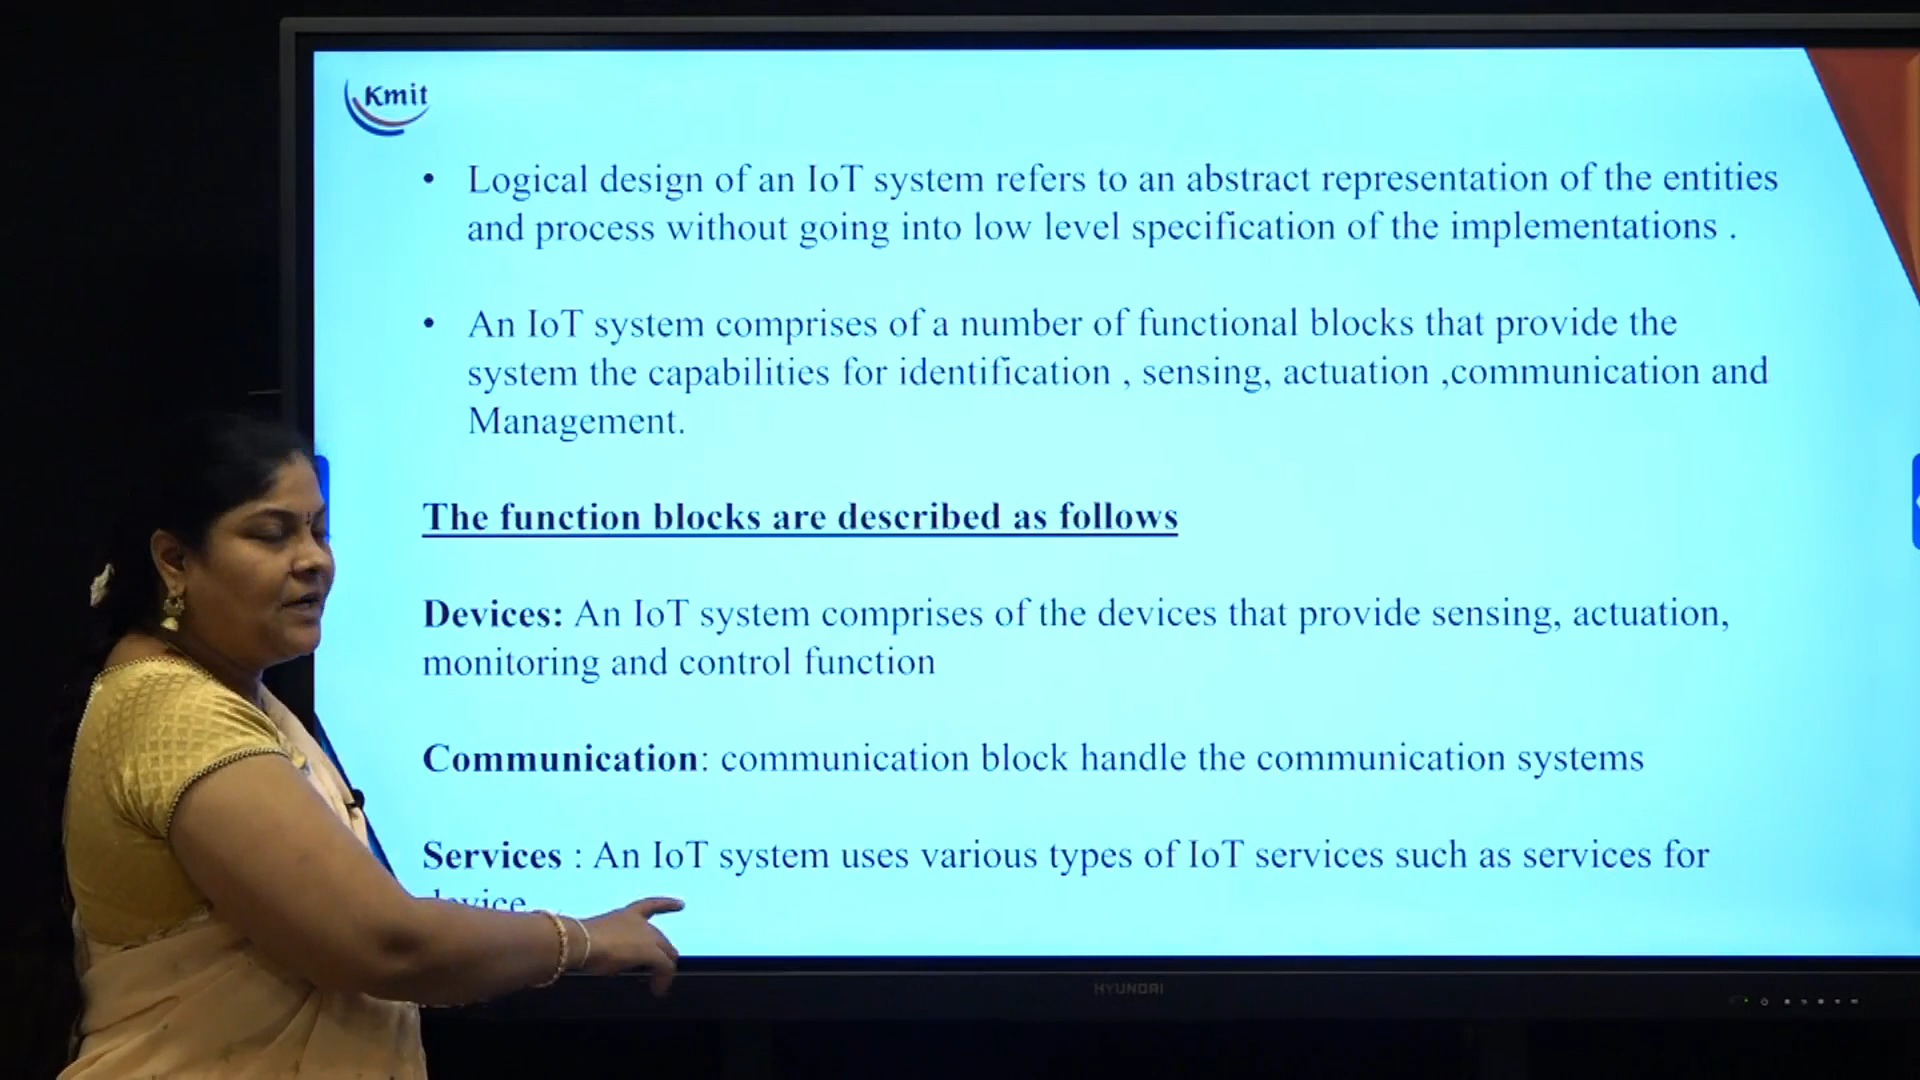 Kmit
• Logical design of an IoT system refers to an abstract representation of the entities
and process without going into low level specification of the implementations .
• An IoT system comprises of a number of functional blocks that provide the
system the capabilities for identification , sensing, actuation ,communication and
Management.
The function blocks are described as follows
Devices: An IoT system comprises of the devices that provide sensing, actuation,
monitoring and control function
Communication: communication block handle the communication systems
Services : An IoT system uses various types of IoT services such as services for
device
HYUNDAI